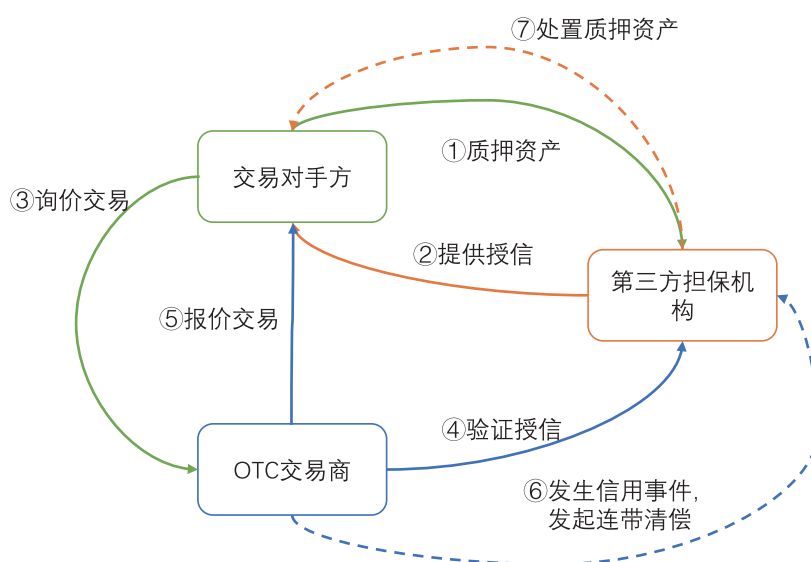 ⑦处置质押资产
①质押资产
交易对手方
③询价交易
②提供授信
第三方担保机
构
⑤报价交易
④验证授信
OTC交易商
⑥发生信用事件,
发起连带清偿